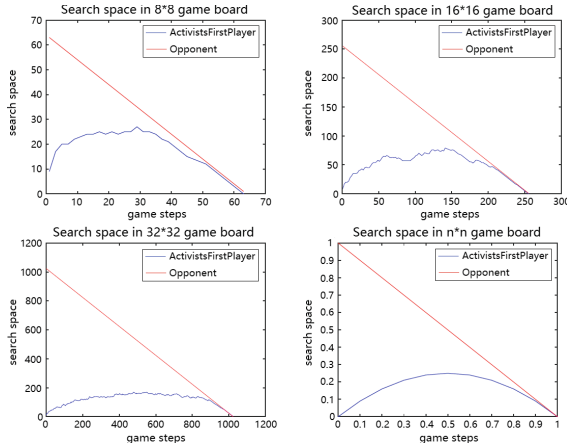 Search space in 8*8 game board
70
60
50
40
30
20
10
0
search space
ActivistsFirstPlayer
Opponent
0 10 20 30 40 50 60 70
game steps
Search space in 16*16 game board
300
250
200
150
100
50
0
search space
ActivistsFirstPlayer
Opponent
0 50 100 150 200 250 300
game steps
Search space in 32*32 game board
1200
1000
800
600
400
200
0
search space
ActivistsFirstPlayer
Opponent
0 200 400 600 800 1000 1200
game steps
Search space in n*n game board
1
0.9
0.8
0.7
0.6
0.5
0.4
0.3
0.2
0.1
0
search space
ActivistsFirstPlayer
Opponent
0 0.1 0.2 0.3 0.4 0.5 0.6 0.7 0.8 0.9 1
game steps